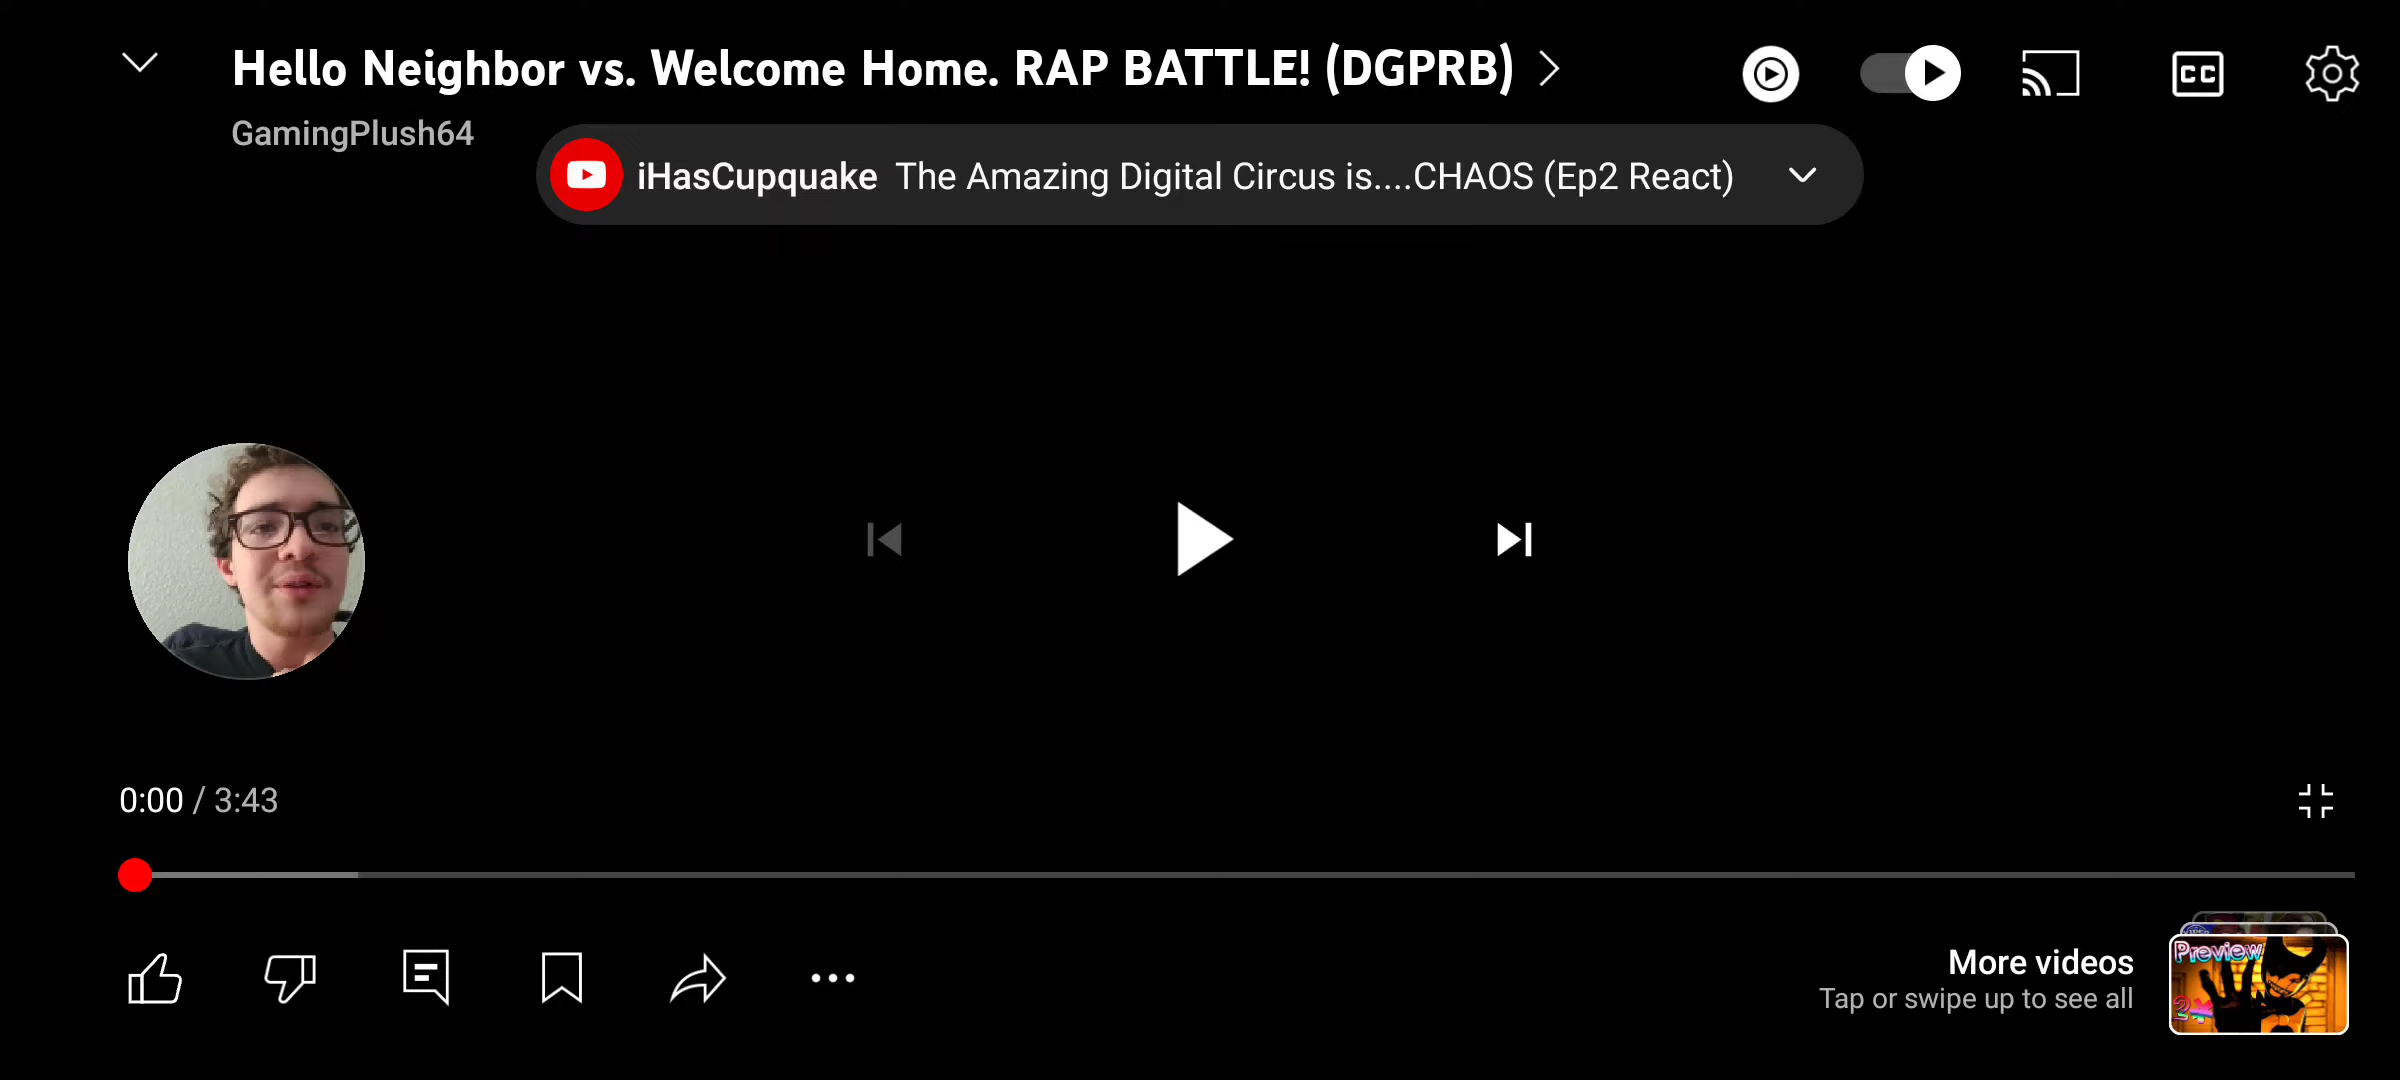 Hello Neighbor vs. Welcome Home. RAP BATTLE! (DGPRB)
GamingPlush64
iHasCupquake The Amazing Digital Circus is....CHAOS (Ep2 React)
CC
0:00 / 3:43
More videos
Tap or swipe up to see all
Preview